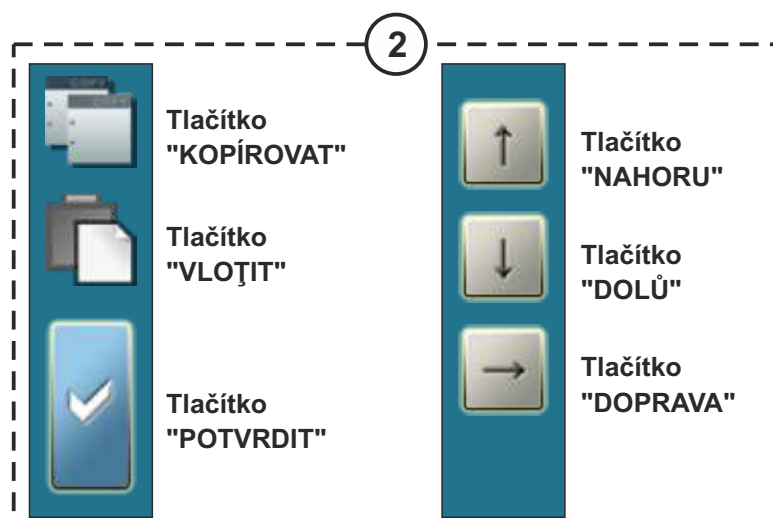 2
Tlačítko
"KOPÍROVAT"
Tlačítko
"VLOŢIT"
Tlačítko
"POTVRDIT"
Tlačítko
"NAHORU"
Tlačítko
"DOLŮ"
Tlačítko
"DOPRAVA"